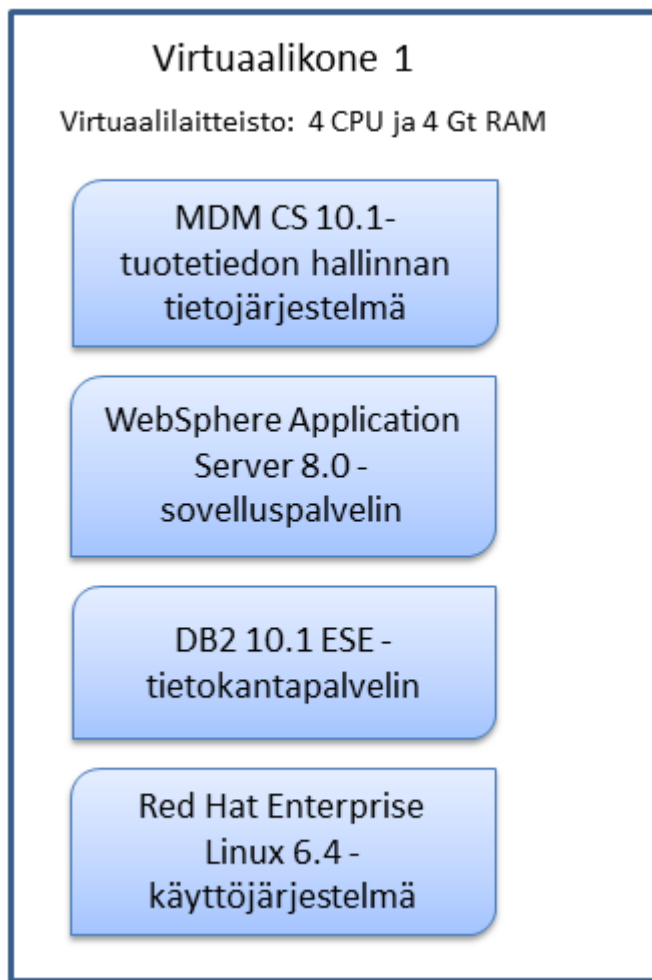 Virtuaalikone 1
Virtuaalilaitteisto: 4 CPU ja 4 Gt RAM
MDM CS 10.1-
tuotetiedon hallinnan
tietojärjestelmä
WebSphere Application
Server 8.0 -
sovelluspalvelin
DB2 10.1 ESE -
tietokantapalvelin
Red Hat Enterprise
Linux 6.4 -
käyttöjärjestelmä